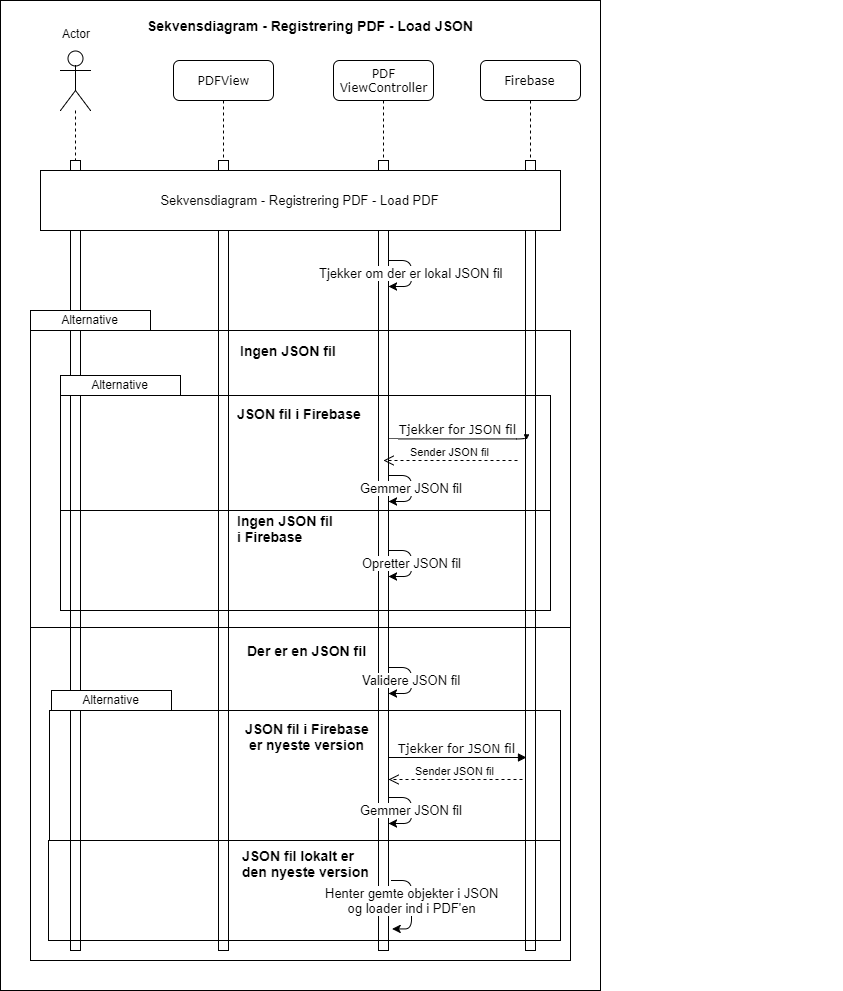 Sekvensdiagram - Registrering PDF - Load JSON
Actor
PDFView
PDF
ViewController
Firebase
Sekvensdiagram - Registrering PDF - Load PDF
Tjekker om der er lokal JSON fil
Alternative
Ingen JSON fil
Alternative
JSON fil i Firebase
Tjekker for JSON fil
Sender JSON fil
Gemmer JSON fil
Ingen JSON fil
i Firebase
Opretter JSON fil
Der er en JSON fil
Validere JSON fil
Alternative
JSON fil i Firebase
er nyeste version
Tjekker for JSON fil
Sender JSON fil
Gemmer JSON fil
JSON fil lokalt er
den nyeste version
Henter gemte objekter i JSON
og loader ind i PDF'en